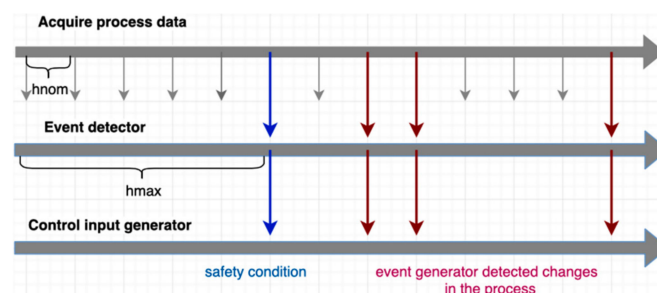 Acquire process data
hnom
Event detector
hmax
Control input generator
safety condition
event generator detected changes
in the process